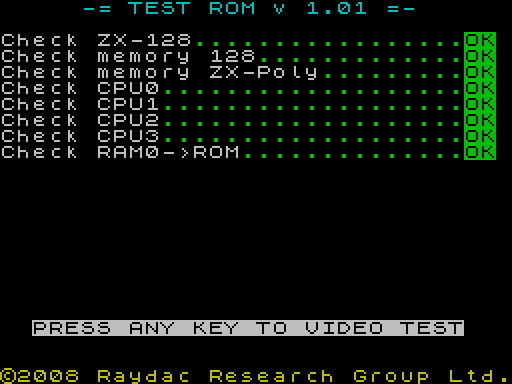 -= TEST ROM v 1.01 =-
Check ZX-128.................OK
Check memory 128.............OK
Check memory ZX-Poly.........OK
Check CPU0...................OK
Check CPU1...................OK
Check CPU2...................OK
Check CPU3...................OK
Check RAM0->ROM..............OK
PRESS ANY KEY TO VIDEO TEST
©2008 Raydac Research Group Ltd.